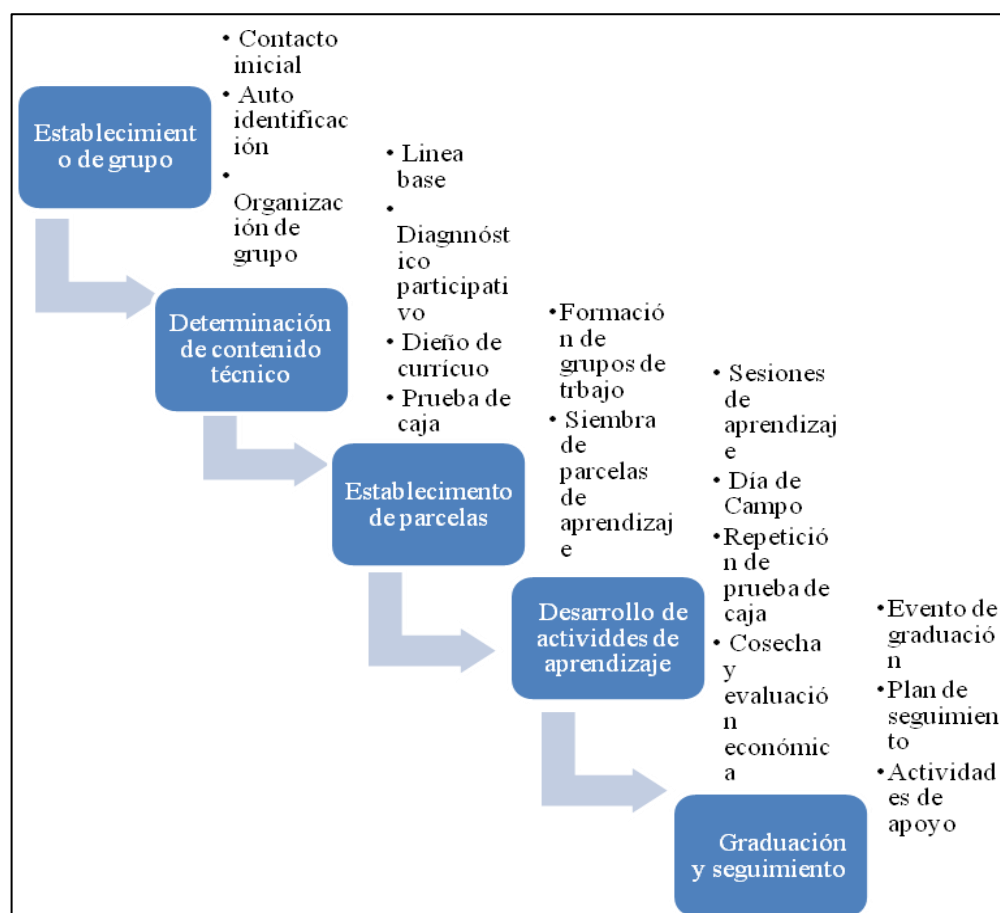 Establecimient
o de grupo
• Contacto
inicial
• Auto
identificac
ión
•
Organizac
ión de
grupo
Determinación
de contenido
técnico
• Linea
base
•
Diagnnóst
ico
participati
vo
• Dieño de
currícuo
• Prueba de
caja
Establecimento
de parcelas
•Formació
n de
grupos de
trbajo
• Siembra
de
parcelas
de
aprendizaj
e
Desarrollo de
actividdes de
aprendizaje
• Sesiones
de
aprendizaj
e
• Día de
Campo
•Repetició
n de
prueba de
caja
• Cosecha
y
evaluació
n
económic
a
Graduación
y seguimiento
•Evento de
graduació
n
•Plan de
seguimien
to
•Actividad
es de
apoyo